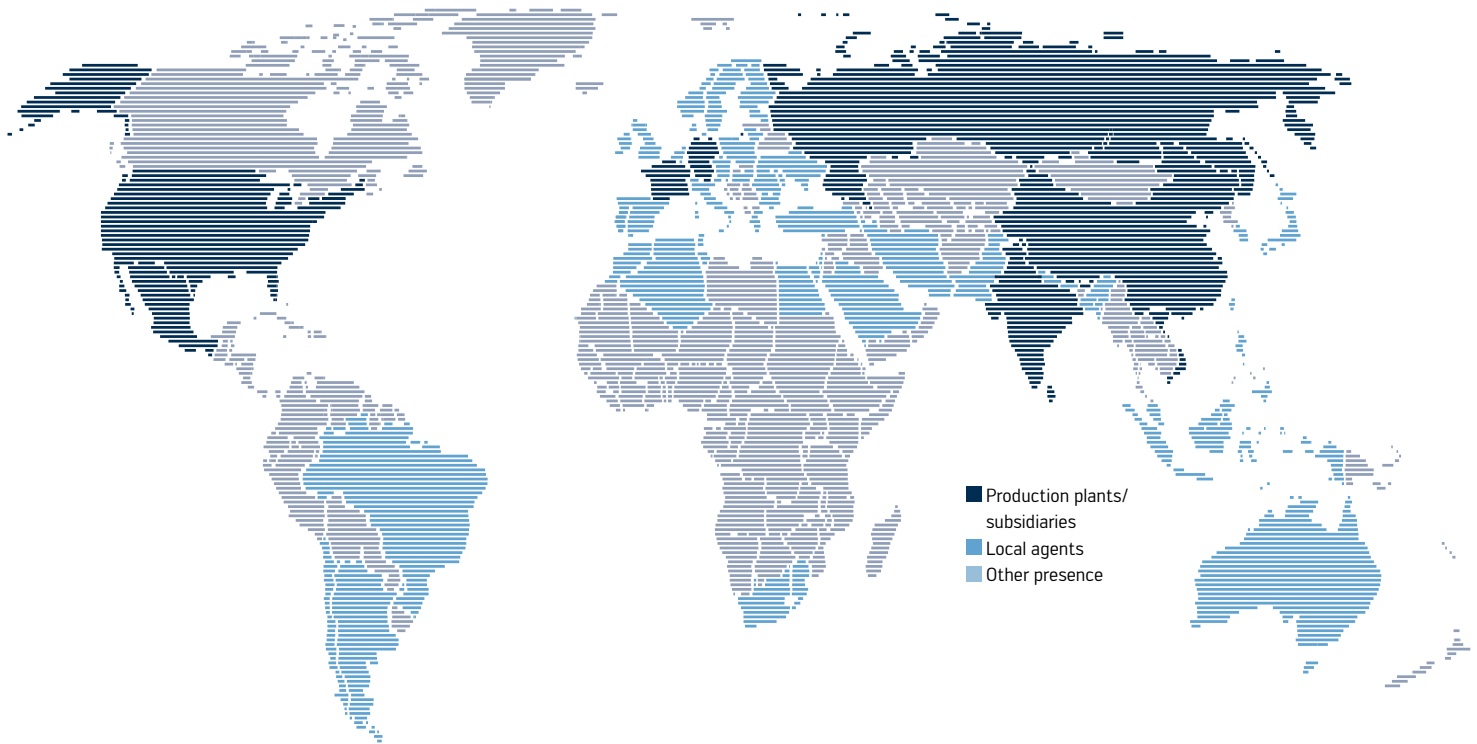 Production plants/
subsidiaries
Local agents
Other presence